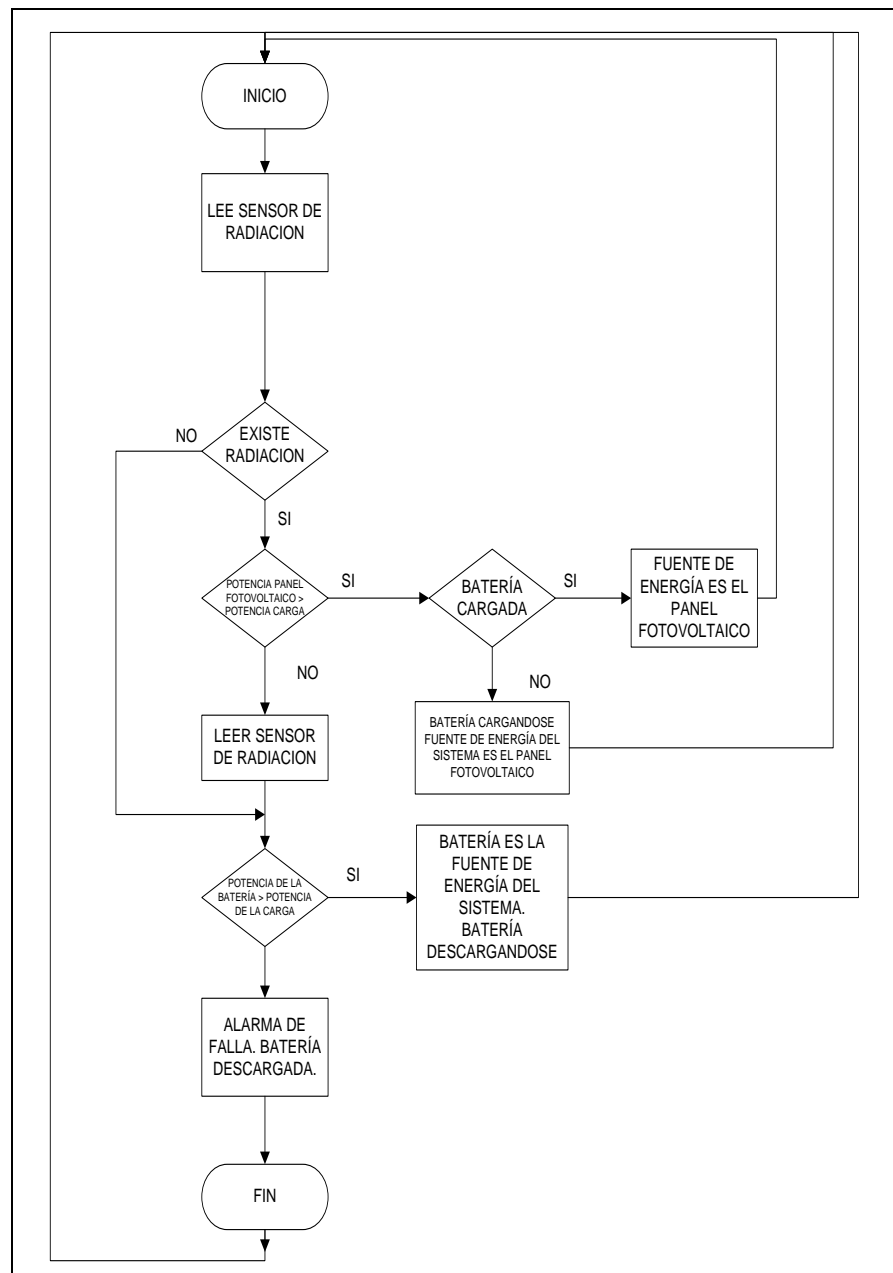 INICIO
LEE SENSOR DE
RADIACION
NO
EXISTE
RADIACION
SI
POTENCIA PANEL
FOTOVOLTAICO >
POTENCIA CARGA
SI
BATERÍA
CARGADA
SI
FUENTE DE
ENERGÍA ES EL
PANEL
FOTOVOLTAICO
NO
NO
LEER SENSOR
DE RADIACION
BATERÍA CARGANDOSE
FUENTE DE ENERGÍA DEL
SISTEMA ES EL PANEL
FOTOVOLTAICO
POTENCIA DE LA
BATERÍA > POTENCIA
DE LA CARGA
SI
BATERÍA ES LA
FUENTE DE
ENERGÍA DEL
SISTEMA.
BATERÍA
DESCARGANDOSE
ALARMA DE
FALLA. BATERÍA
DESCARGADA.
FIN